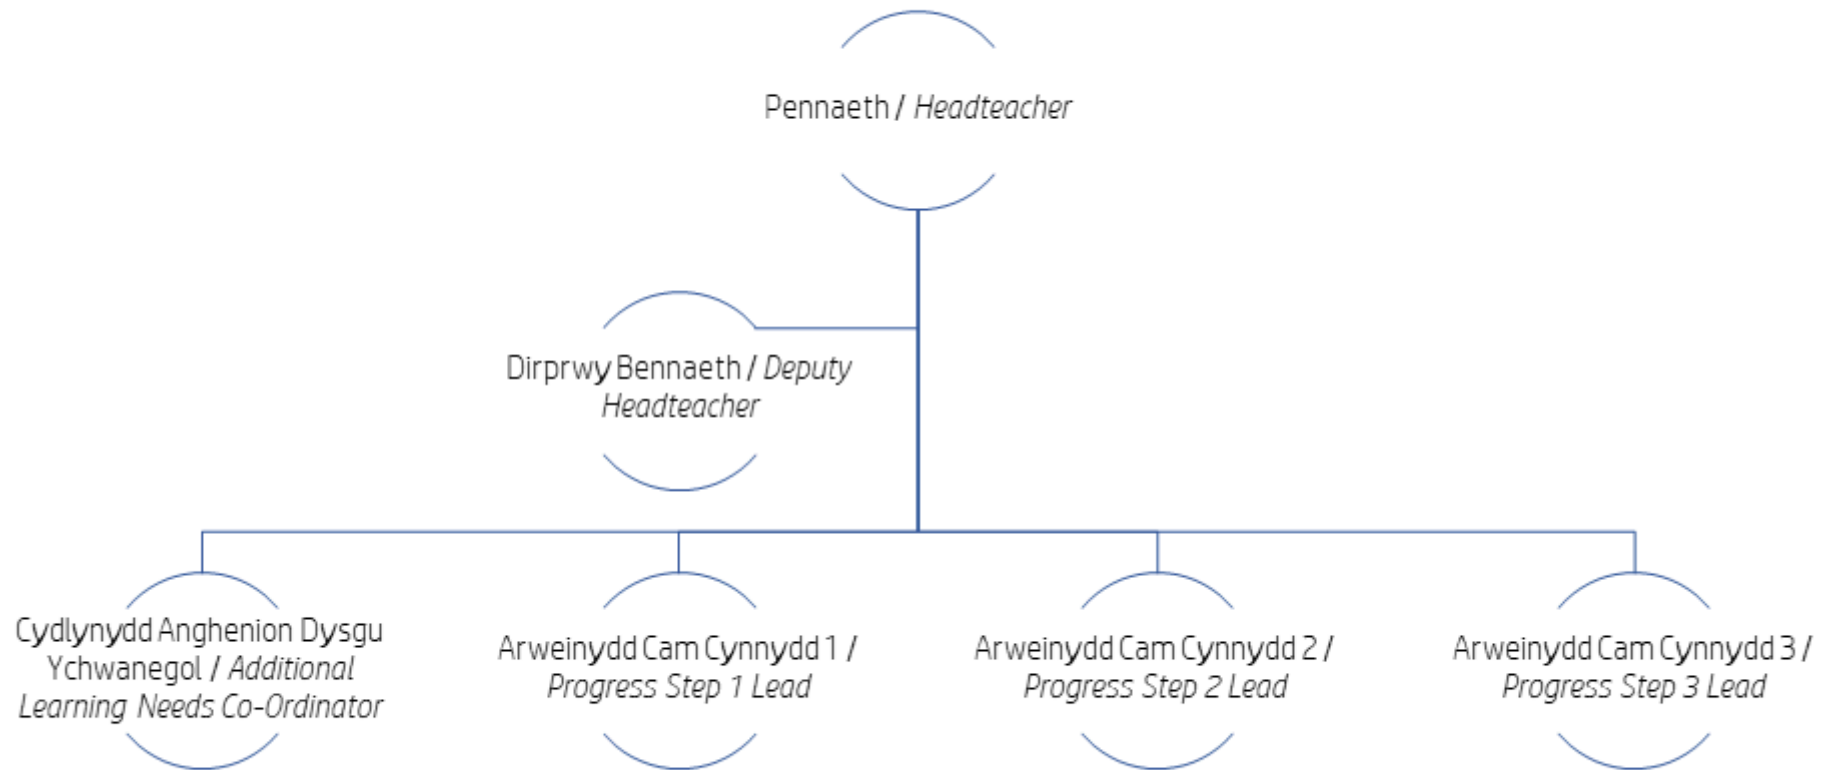 Pennaeth / Headteacher
Dirprwy Bennaeth / Deputy
Headteacher
Cydlynydd Anghenion Dysgu
Ychwanegol / Additional
Learning Needs Co-Ordinator
Arweinydd Cam Cynnydd 1 /
Progress Step 1 Lead
Arweinydd Cam Cynnydd 2 /
Progress Step 2 Lead
Arweinydd Cam Cynnydd 3 /
Progress Step 3 Lead